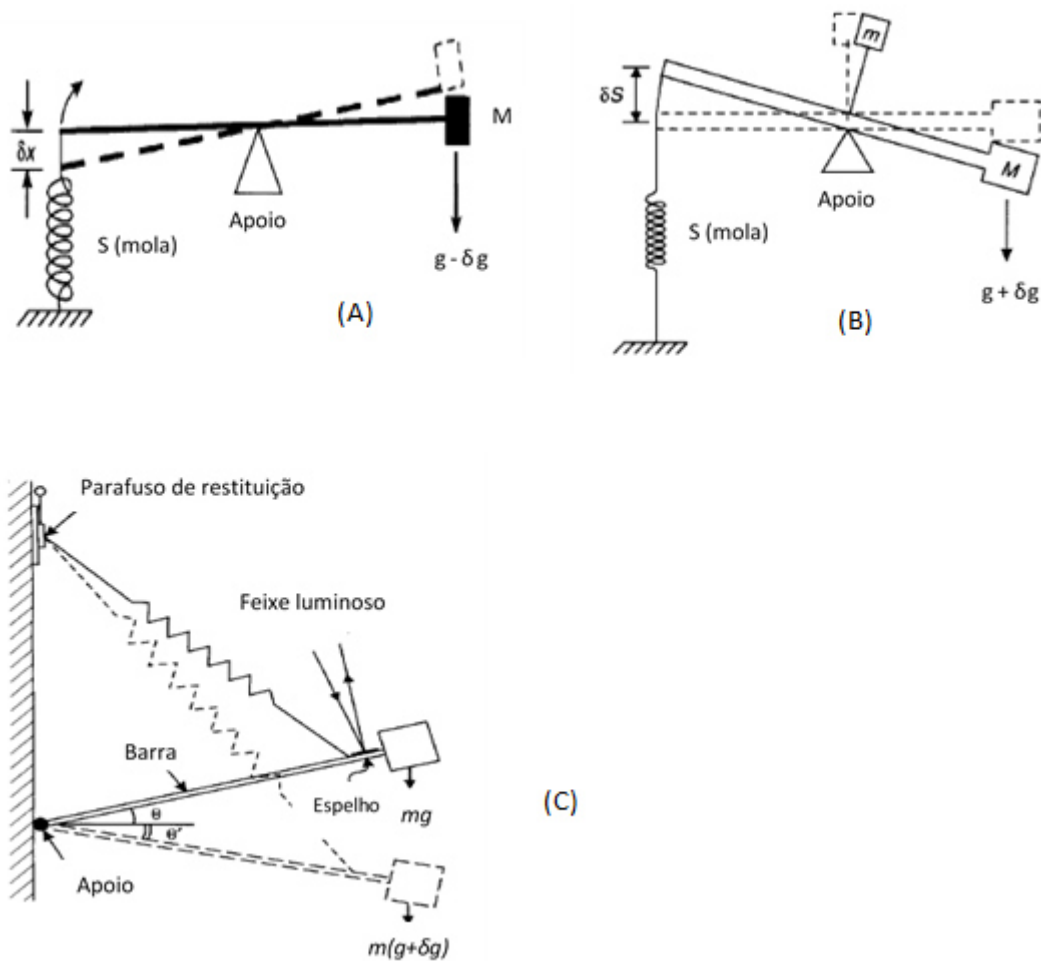 δx
M
Apoio
S (mola)
g - δg
(A)
m
δS
M
Apoio
S (mola)
g + δg
(B)
Parafuso de restituição
Feixe luminoso
Barra
Espelho
θ
θ'
mg
(C)
Apoio
m(g+δg)